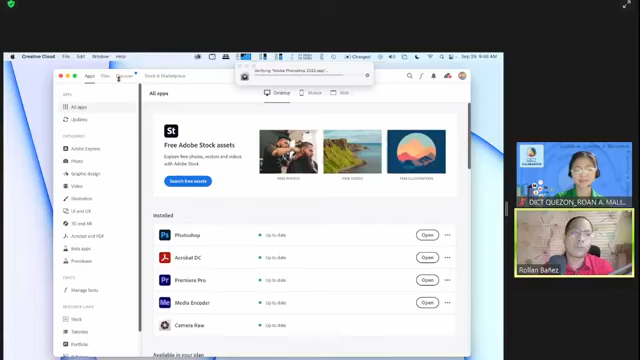 Creative Cloud File Edit Window Help
(Charged) Sep 29 9:46 AM
Apps Files Discover Stock & Marketplace
Verifying "Adobe Photoshop 2022.app"...
All apps
Desktop Mobile Web
APPS
All apps
Updates
CATEGORIES
Adobe Express
Photo
Graphic design
Video
Illustration
UI and UX
3D and AR
Acrobat and PDF
Beta apps
FONTS
Manage fonts
RESOURCE LINKS
Stock
Tutorials
Portfolio
St
Free Adobe Stock assets
Explore free photos, vectors and videos
with Adobe Stock.
Search free assets
FREE PHOTOS
FREE VIDEOS
FREE ILLUSTRATIONS
Installed
Ps Photoshop Up to date Open
Acrobat DC Up to date Open
Pr Premiere Pro Up to date Open
Me Media Encoder Up to date Open
Camera Raw Up to date
Available in your plan
DICT QUEZON_ROAN A. MALI...
Rollan Bañez